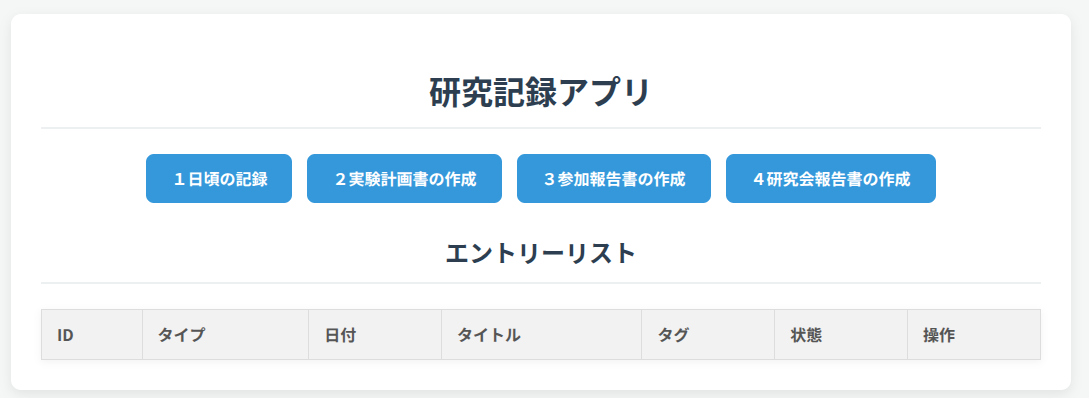 研究記録アプリ
１日頃の記録 ２実験計画書の作成 ３参加報告書の作成 ４研究会報告書の作成
エントリーリスト
ID タイプ 日付 タイトル タグ 状態 操作